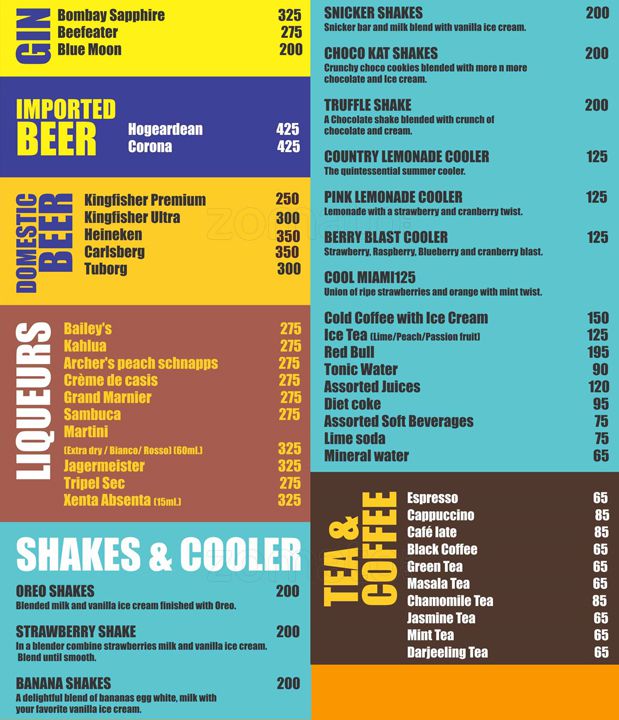 GIN
Bombay Sapphire 325
Beefeater 275
Blue Moon 200
IMPORTED
BEER
Hogeardean 425
Corona 425
DOMESTIC
BEER
Kingfisher Premium 250
Kingfisher Ultra 300
Heineken 350
Carlsberg 350
Tuborg 300
LIQUEURS
Bailey's 275
Kahlua 275
Archer's peach schnapps 275
Crème de casis 275
Grand Marnier 275
Sambuca 275
Martini
(Extra dry / Bianco/ Rosso) (60ml.) 325
Jagermeister 325
Tripel Sec 275
Xenta Absenta (15ml.) 325
SHAKES & COOLER
OREO SHAKES 200
Blended milk and vanilla ice cream finished with Oreo.
STRAWBERRY SHAKE 200
In a blender combine strawberries milk and vanilla ice cream.
Blend until smooth.
BANANA SHAKES 200
A delightful blend of bananas egg white, milk with
your favorite vanilla ice cream.
SNICKER SHAKES 200
Snicker bar and milk blend with vanilla ice cream.
CHOCO KAT SHAKES 200
Crunchy choco cookies blended with more n more
chocolate and Ice cream.
TRUFFLE SHAKE 200
A Chocolate shake blended with crunch of
chocolate and cream.
COUNTRY LEMONADE COOLER 125
The quintessential summer cooler.
PINK LEMONADE COOLER 125
Lemonade with a strawberry and cranberry twist.
BERRY BLAST COOLER 125
Strawberry, Raspberry, Blueberry and cranberry blast.
COOL MIAMI125
Union of ripe strawberries and orange with mint twist.
Cold Coffee with Ice Cream 150
Ice Tea (Lime/Peach/Passion fruit) 125
Red Bull 195
Tonic Water 90
Assorted Juices 120
Diet coke 95
Assorted Soft Beverages 75
Lime soda 75
Mineral water 65
TEA &
COFFEE
Espresso 65
Cappuccino 85
Café late 85
Black Coffee 65
Green Tea 65
Masala Tea 65
Chamomile Tea 85
Jasmine Tea 65
Mint Tea 65
Darjeeling Tea 65